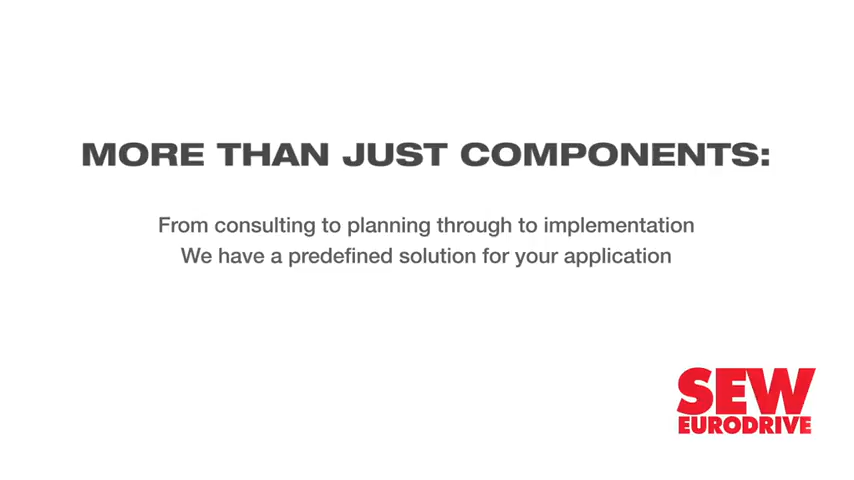 MORE THAN JUST COMPONENTS:
From consulting to planning through to implementation
We have a predefined solution for your application
SEW
EURODRIVE